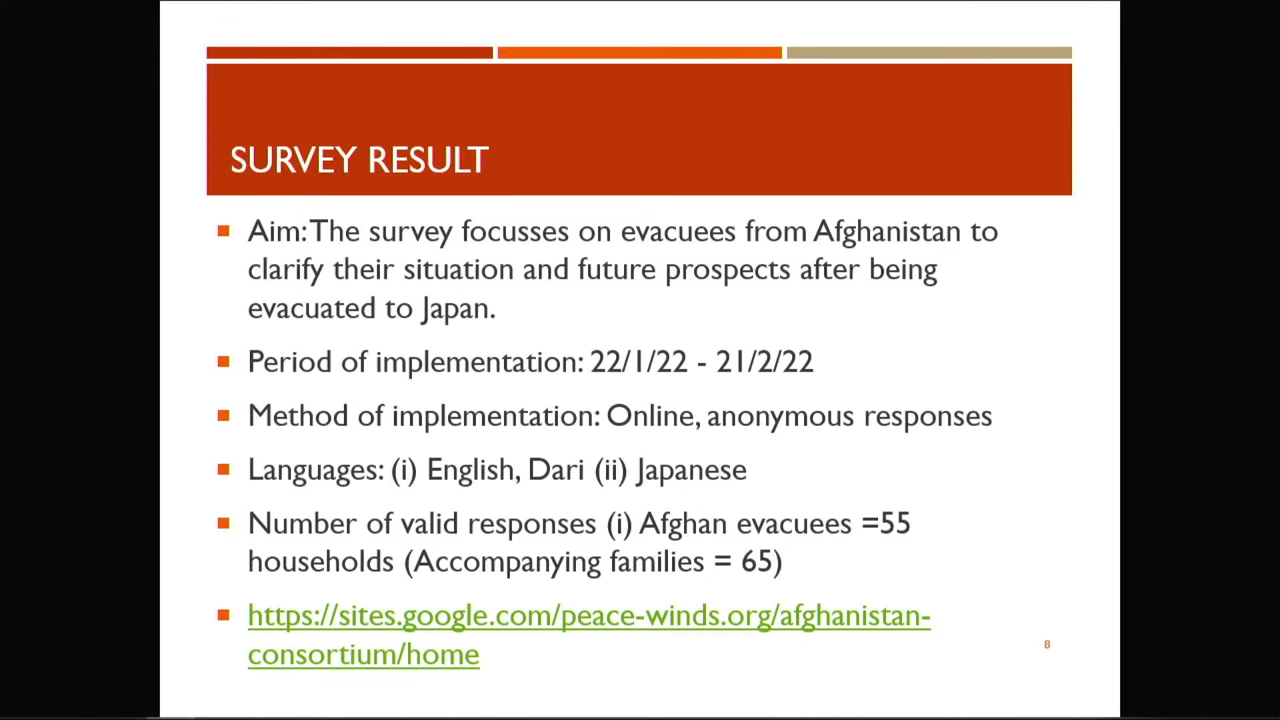 SURVEY RESULT
Aim: The survey focusses on evacuees from Afghanistan to
clarify their situation and future prospects after being
evacuated to Japan.
Period of implementation: 22/1/22 - 21/2/22
Method of implementation: Online, anonymous responses
Languages: (i) English, Dari (ii) Japanese
Number of valid responses (i) Afghan evacuees =55
households (Accompanying families = 65)
https://sites.google.com/peace-winds.org/afghanistan-
consortium/home
8